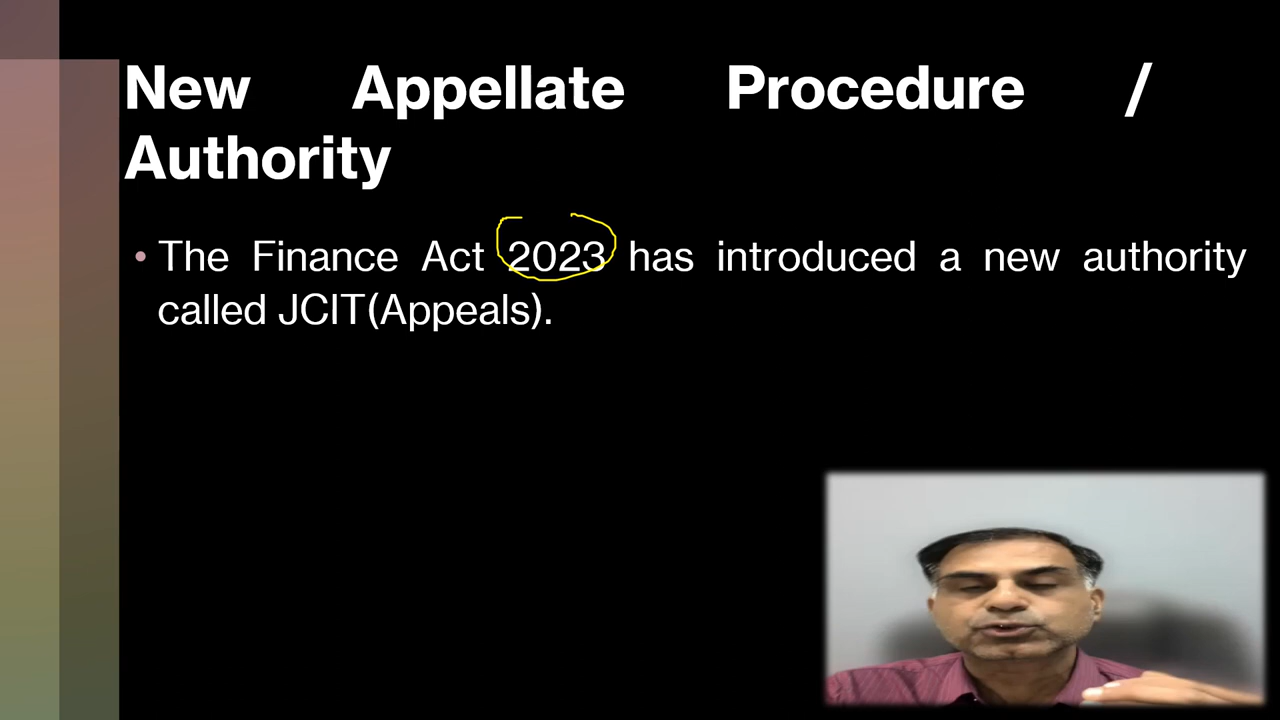 New Appellate Procedure /
Authority
• The Finance Act 2023 has introduced a new authority
called JCIT(Appeals).